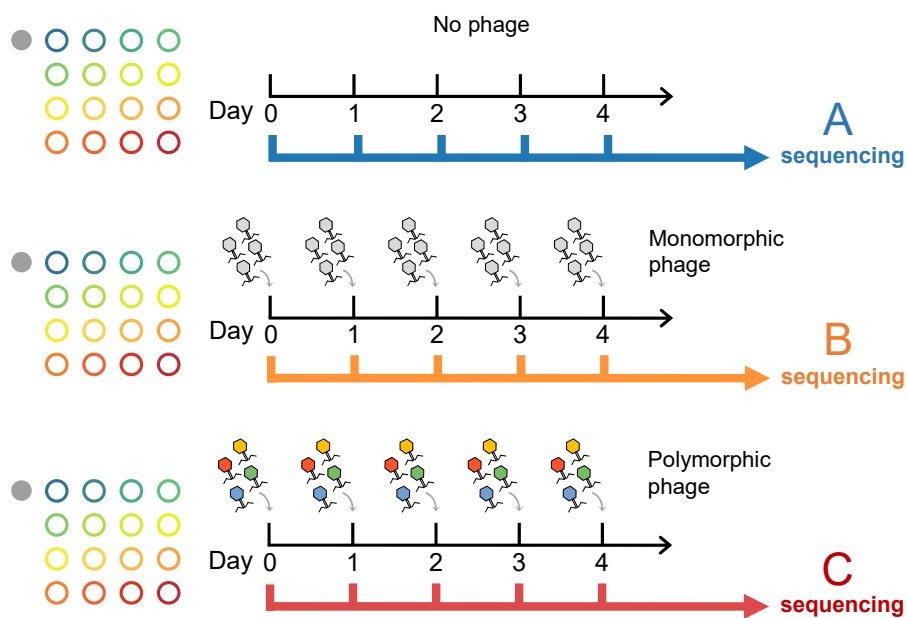 No phage
Day 0 1 2 3 4
A
sequencing
Monomorphic
phage
Day 0 1 2 3 4
B
sequencing
Polymorphic
phage
Day 0 1 2 3 4
C
sequencing